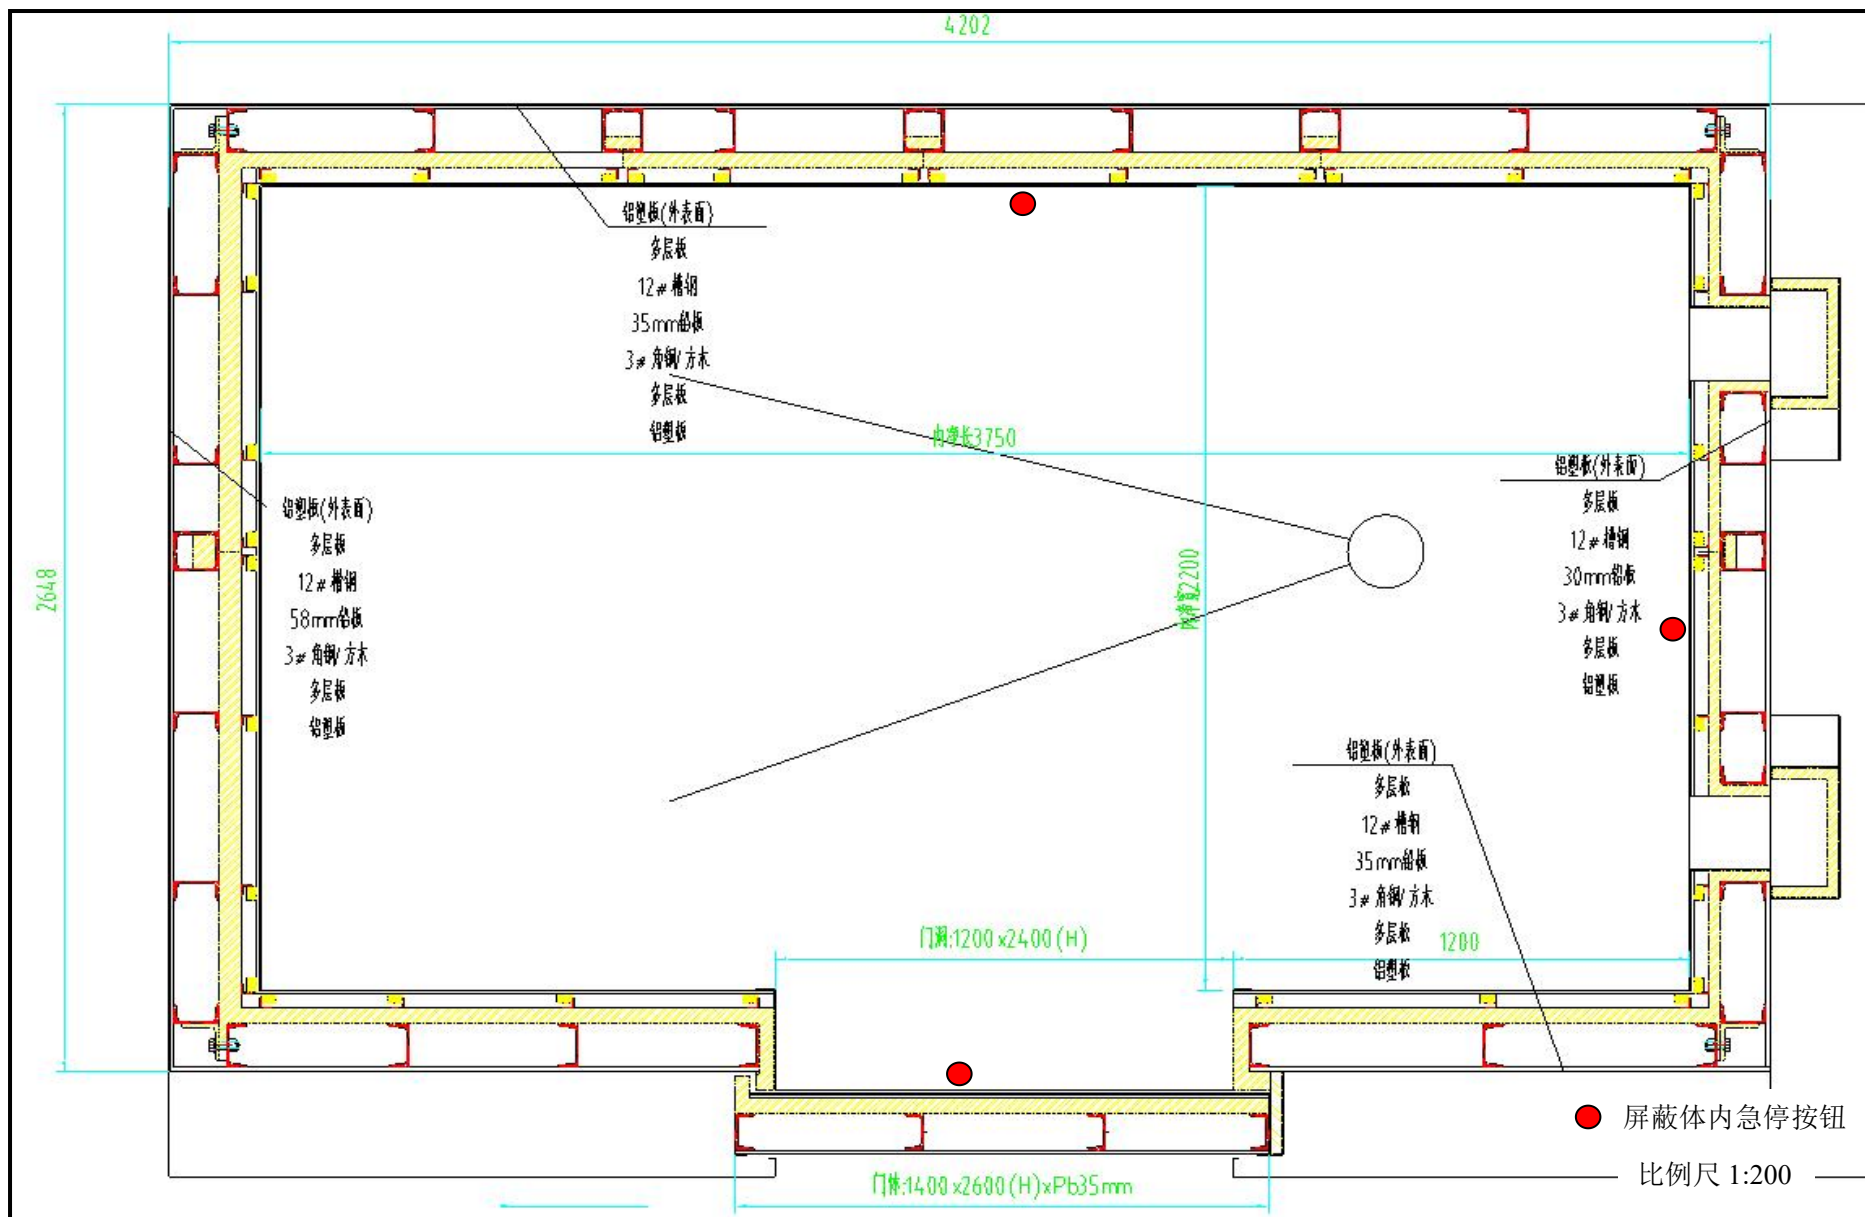 4202
铝塑板(外表面)
多层板
12#槽钢
35mm铅板
3#角钢/方木
多层板
铝塑板
内净长3750
铝塑板(外表面)
多层板
12#槽钢
30mm铅板
3#角钢/方木
多层板
铝塑板
铝塑板(外表面)
多层板
12#槽钢
58mm铅板
3#角钢/方木
多层板
铝塑板
2648
内净宽2200
铝塑板(外表面)
多层板
12#槽钢
35mm铅板
3#角钢/方木
多层板
铝塑板
门洞:1200x2400(H)
1200
屏蔽体内急停按钮
比例尺 1:200
门体:1400x2600(H)xPb35mm